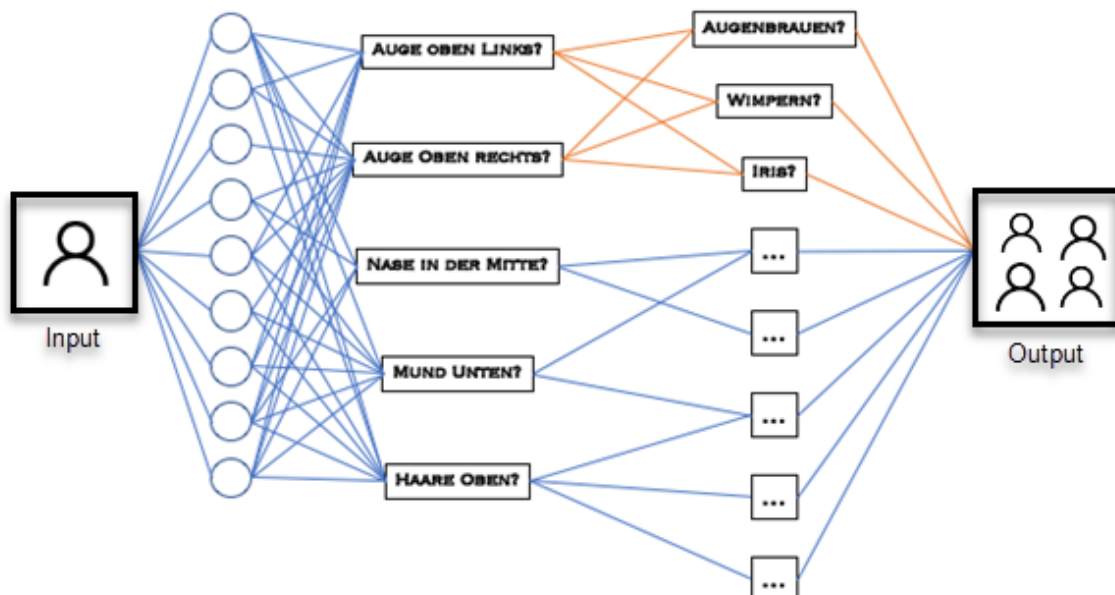 Augenbrauen?
Auge oben Links?
Wimpern?
Auge Oben rechts?
Iris?
Nase in der Mitte?
...
Input
...
Output
Mund Unten?
...
Haare Oben?
...
...